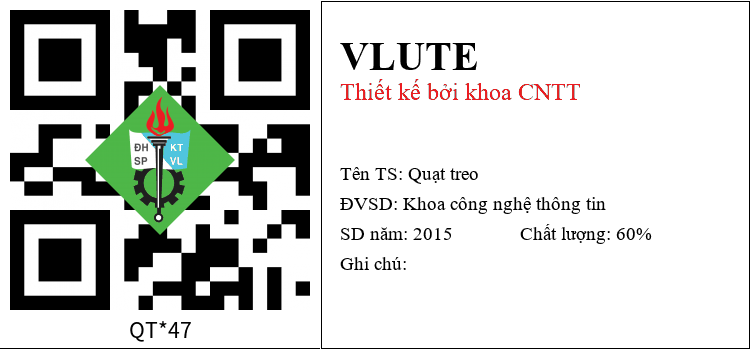 ĐH KT
SP VL
QT*47
VLUTE
Thiết kế bởi khoa CNTT
Tên TS: Quạt treo
ĐVSD: Khoa công nghệ thông tin
SD năm: 2015 Chất lượng: 60%
Ghi chú: